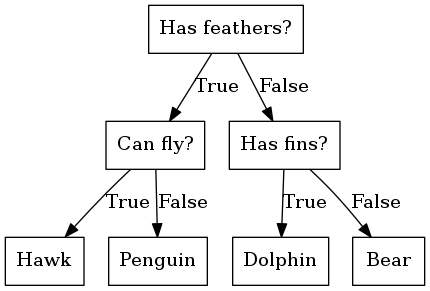 Has feathers?
True
False
Can fly?
Has fins?
True
False
True
False
Hawk
Penguin
Dolphin
Bear